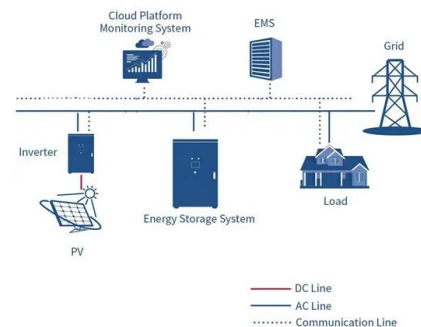 Cloud Platform
Monitoring System
EMS
Grid
Inverter
Energy Storage System
Load
PV
DC Line
AC Line
Communication Line